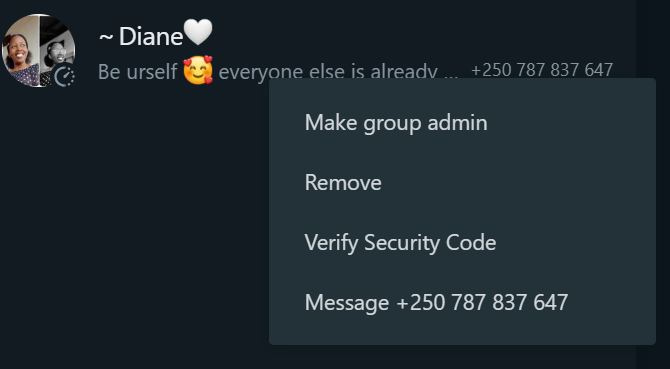 ~ Diane🤍
Be urself 🥰 everyone else is already ... +250 787 837 647
Make group admin
Remove
Verify Security Code
Message +250 787 837 647